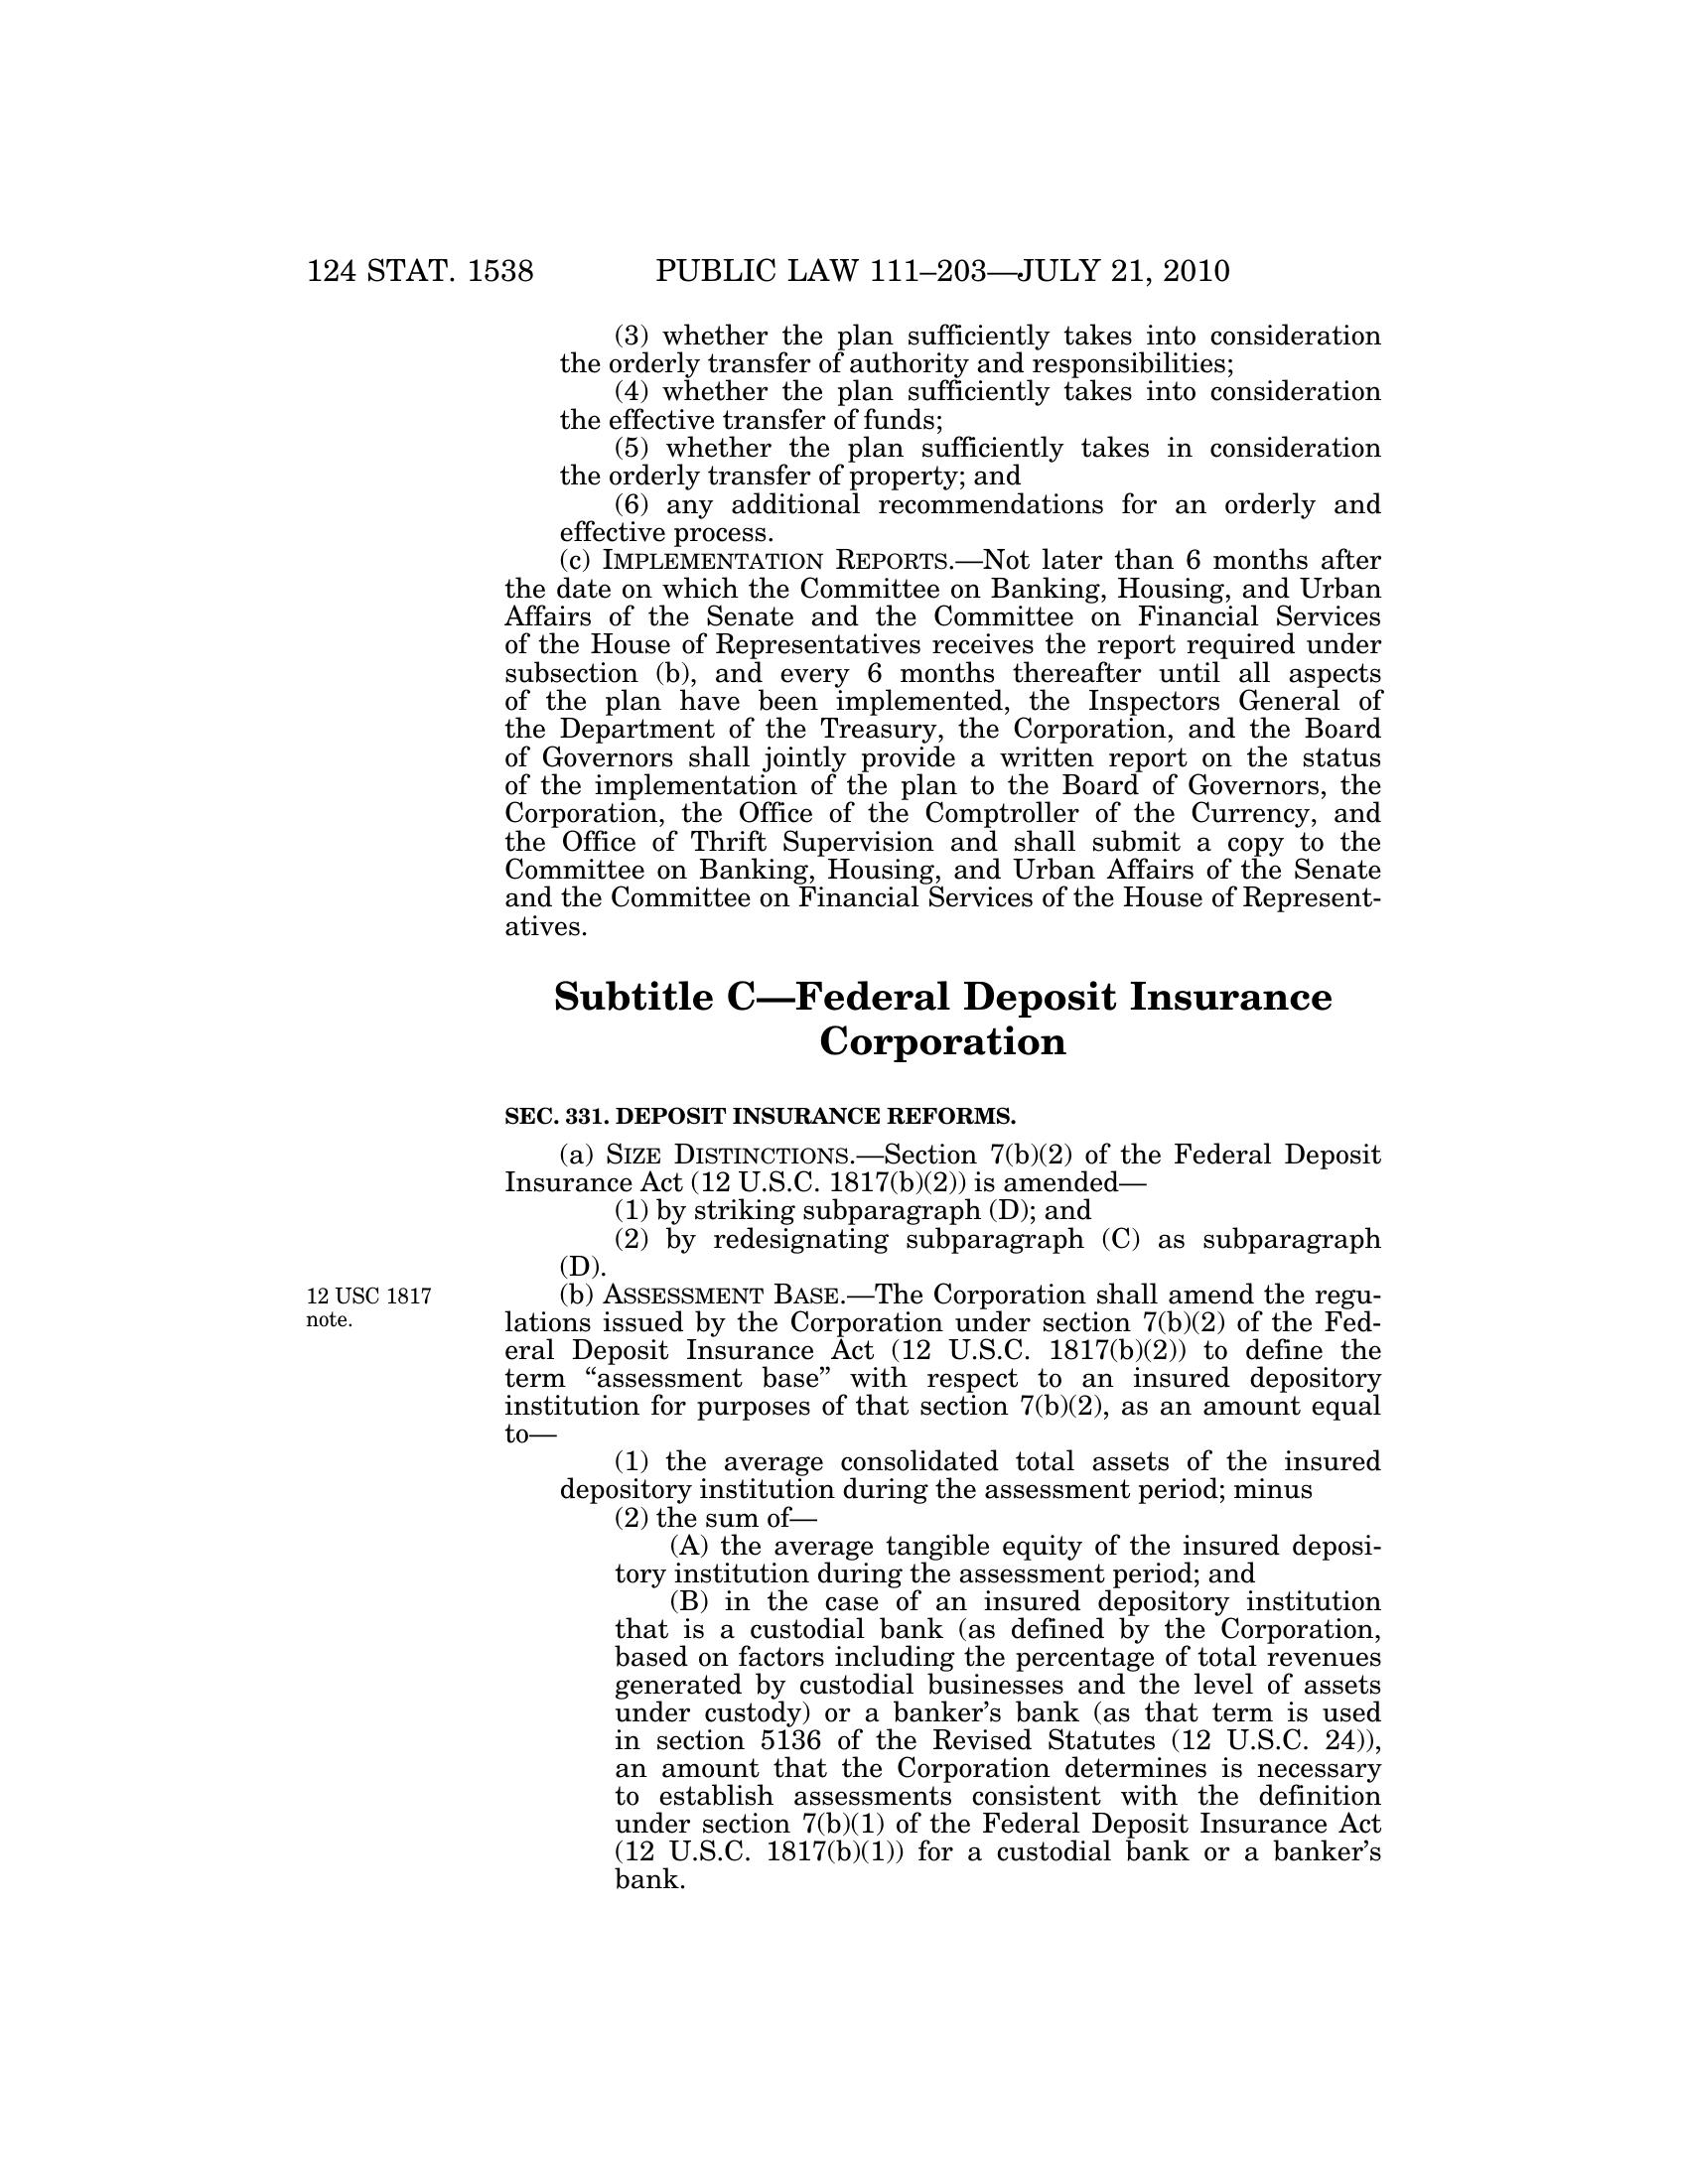 124 STAT. 1538 PUBLIC LAW 111–203—JULY 21, 2010
(3) whether the plan sufficiently takes into consideration
the orderly transfer of authority and responsibilities;
(4) whether the plan sufficiently takes into consideration
the effective transfer of funds;
(5) whether the plan sufficiently takes in consideration
the orderly transfer of property; and
(6) any additional recommendations for an orderly and
effective process.
(c) IMPLEMENTATION REPORTS.—Not later than 6 months after
the date on which the Committee on Banking, Housing, and Urban
Affairs of the Senate and the Committee on Financial Services
of the House of Representatives receives the report required under
subsection (b), and every 6 months thereafter until all aspects
of the plan have been implemented, the Inspectors General of
the Department of the Treasury, the Corporation, and the Board
of Governors shall jointly provide a written report on the status
of the implementation of the plan to the Board of Governors, the
Corporation, the Office of the Comptroller of the Currency, and
the Office of Thrift Supervision and shall submit a copy to the
Committee on Banking, Housing, and Urban Affairs of the Senate
and the Committee on Financial Services of the House of Represent-
atives.
Subtitle C—Federal Deposit Insurance
Corporation
SEC. 331. DEPOSIT INSURANCE REFORMS.
(a) SIZE DISTINCTIONS.—Section 7(b)(2) of the Federal Deposit
Insurance Act (12 U.S.C. 1817(b)(2)) is amended—
(1) by striking subparagraph (D); and
(2) by redesignating subparagraph (C) as subparagraph
(D).
12 USC 1817
note.
(b) ASSESSMENT BASE.—The Corporation shall amend the regu-
lations issued by the Corporation under section 7(b)(2) of the Fed-
eral Deposit Insurance Act (12 U.S.C. 1817(b)(2)) to define the
term “assessment base” with respect to an insured depository
institution for purposes of that section 7(b)(2), as an amount equal
to—
(1) the average consolidated total assets of the insured
depository institution during the assessment period; minus
(2) the sum of—
(A) the average tangible equity of the insured deposi-
tory institution during the assessment period; and
(B) in the case of an insured depository institution
that is a custodial bank (as defined by the Corporation,
based on factors including the percentage of total revenues
generated by custodial businesses and the level of assets
under custody) or a banker’s bank (as that term is used
in section 5136 of the Revised Statutes (12 U.S.C. 24)),
an amount that the Corporation determines is necessary
to establish assessments consistent with the definition
under section 7(b)(1) of the Federal Deposit Insurance Act
(12 U.S.C. 1817(b)(1)) for a custodial bank or a banker’s
bank.